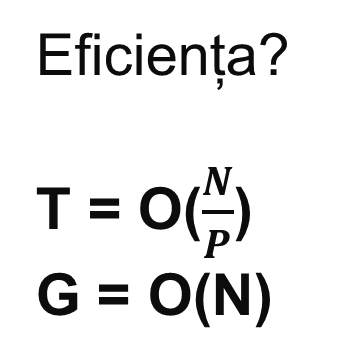 Eficiența?
T = O(N/P)
G = O(N)